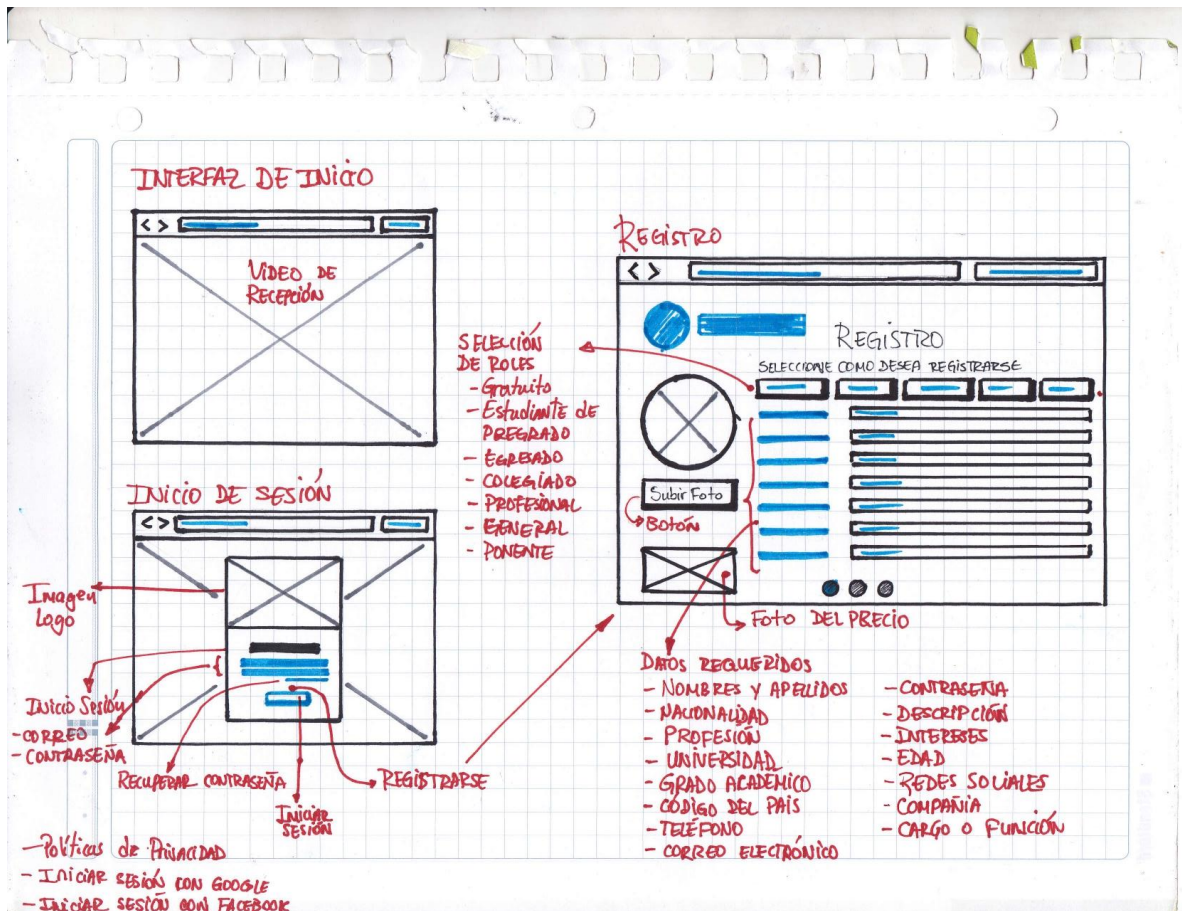 INTERFAZ DE INICIO
VIDEO DE
RECEPCIÓN
INICIO DE SESIÓN
Imagen
Logo
Inicio Sesión
- CORREO
- CONTRASEÑA
RECUPERAR CONTRASEÑA
INICIAR
SESIÓN
REGISTRARSE
- Políticas de PRIVACIDAD
- INICIAR SESIÓN CON GOOGLE
- INICIAR SESIÓN CON FACEBOOK
SELECCIÓN
DE ROLES
- Gratuito
- Estudiante de
PREGRADO
- EGRESADO
- COLEGIADO
- PROFESIONAL
- GENERAL
- PONENTE
REGISTRO
REGISTRO
SELECCIONE COMO DESEA REGISTRARSE
Subir Foto
BOTÓN
FOTO DEL PRECIO
DATOS REQUERIDOS
- NOMBRES Y APELLIDOS
- NACIONALIDAD
- PROFESIÓN
- UNIVERSIDAD
- GRADO ACADÉMICO
- CÓDIGO DEL PAÍS
- TELÉFONO
- CORREO ELECTRÓNICO
- CONTRASEÑA
- DESCRIPCIÓN
- INTERESES
- EDAD
- REDES SOCIALES
- COMPAÑIA
- CARGO O FUNCIÓN